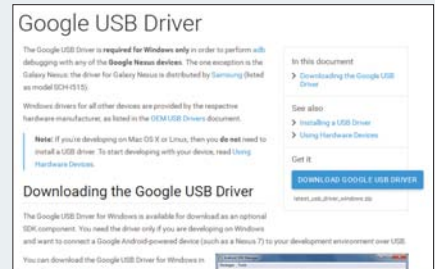 Google USB Driver
The Google USB Driver is required for Windows only in order to perform adb
debugging with any of the Google Nexus devices. The one exception is the
Galaxy Nexus: the driver for Galaxy Nexus is distributed by Samsung (listed
as model SCH-I515).
Windows drivers for all other devices are provided by the respective
hardware manufacturer, as listed in the OEM USB Drivers document.
Note: If you're developing on Mac OS X or Linux, then you do not need to
install a USB driver. To start developing with your device, read Using
Hardware Devices.
Downloading the Google USB Driver
The Google USB Driver for Windows is available for download as an optional
SDK component. You need the driver only if you are developing on Windows
and want to connect a Google Android-powered device (such as a Nexus 7) to your development environment over USB.
You can download the Google USB Driver for Windows in
In this document
Downloading the Google USB
Driver
See also
Installing a USB Driver
Using Hardware Devices
Get it
DOWNLOAD GOOGLE USB DRIVER
latest_usb_driver_windows.zip
Android SDK Manager
Packages Tools